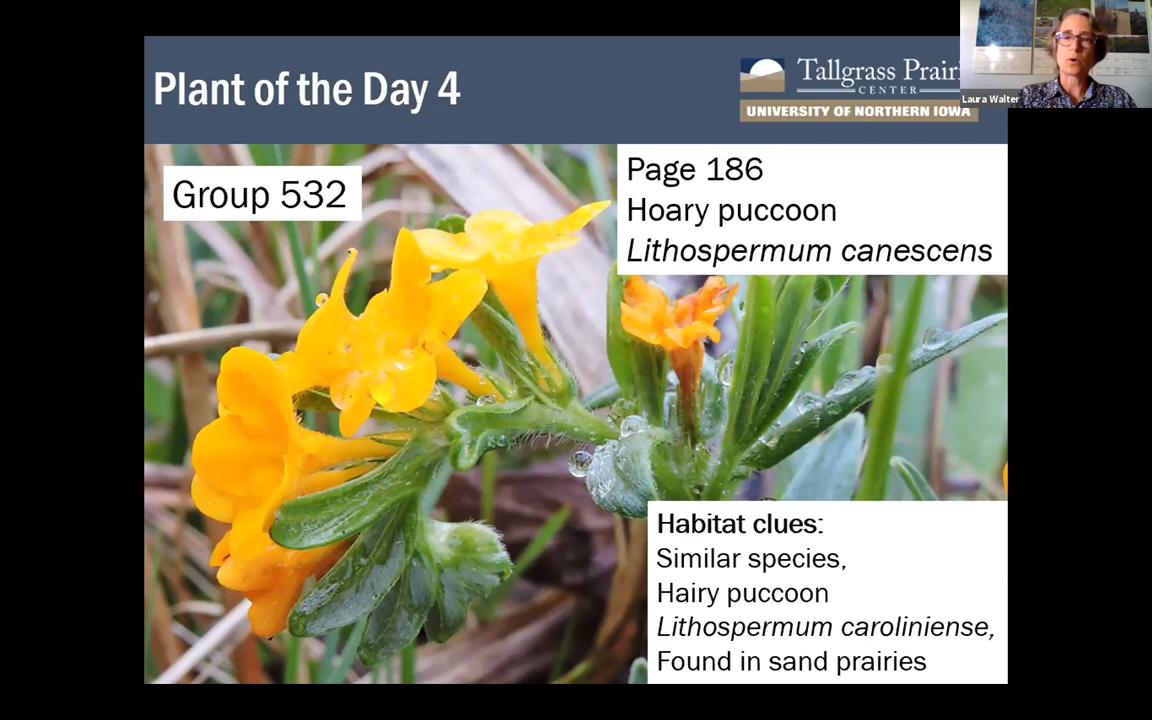 Plant of the Day 4
Tallgrass
CENTER
UNIVERSITY OF NORTHERN IOWA
Laura Walter
Group 532
Page 186
Hoary puccoon
Lithospermum canescens
Habitat clues:
Similar species,
Hairy puccoon
Lithospermum caroliniense,
Found in sand prairies